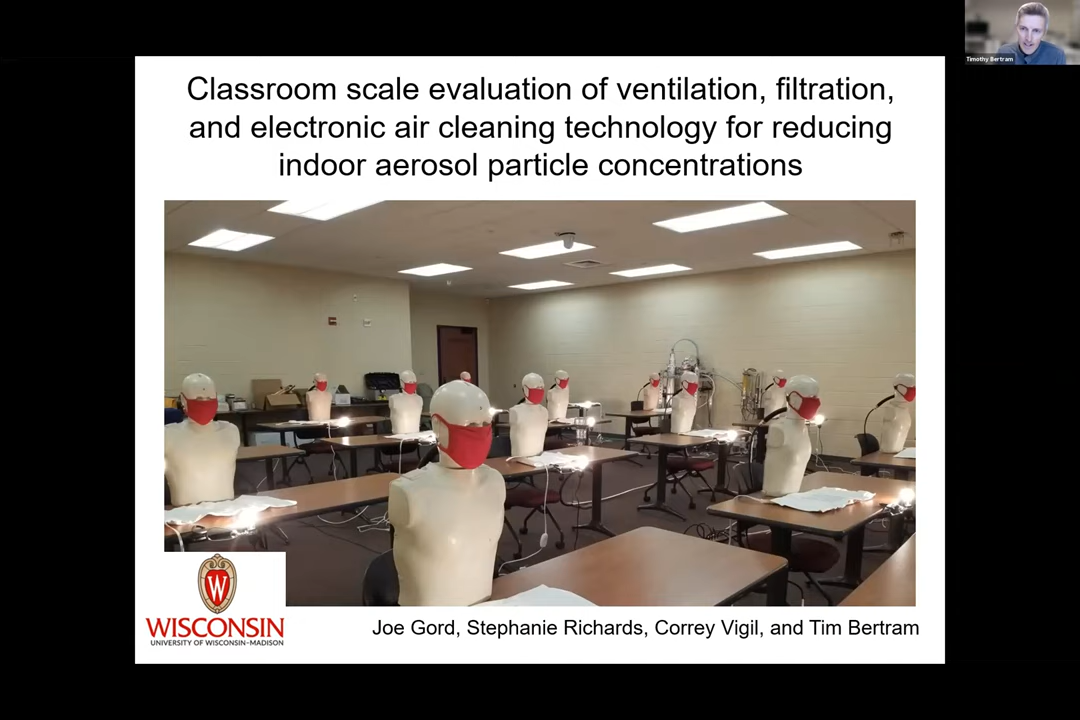 Timothy Bertram
Classroom scale evaluation of ventilation, filtration,
and electronic air cleaning technology for reducing
indoor aerosol particle concentrations
W
WISCONSIN
UNIVERSITY OF WISCONSIN–MADISON
Joe Gord, Stephanie Richards, Correy Vigil, and Tim Bertram